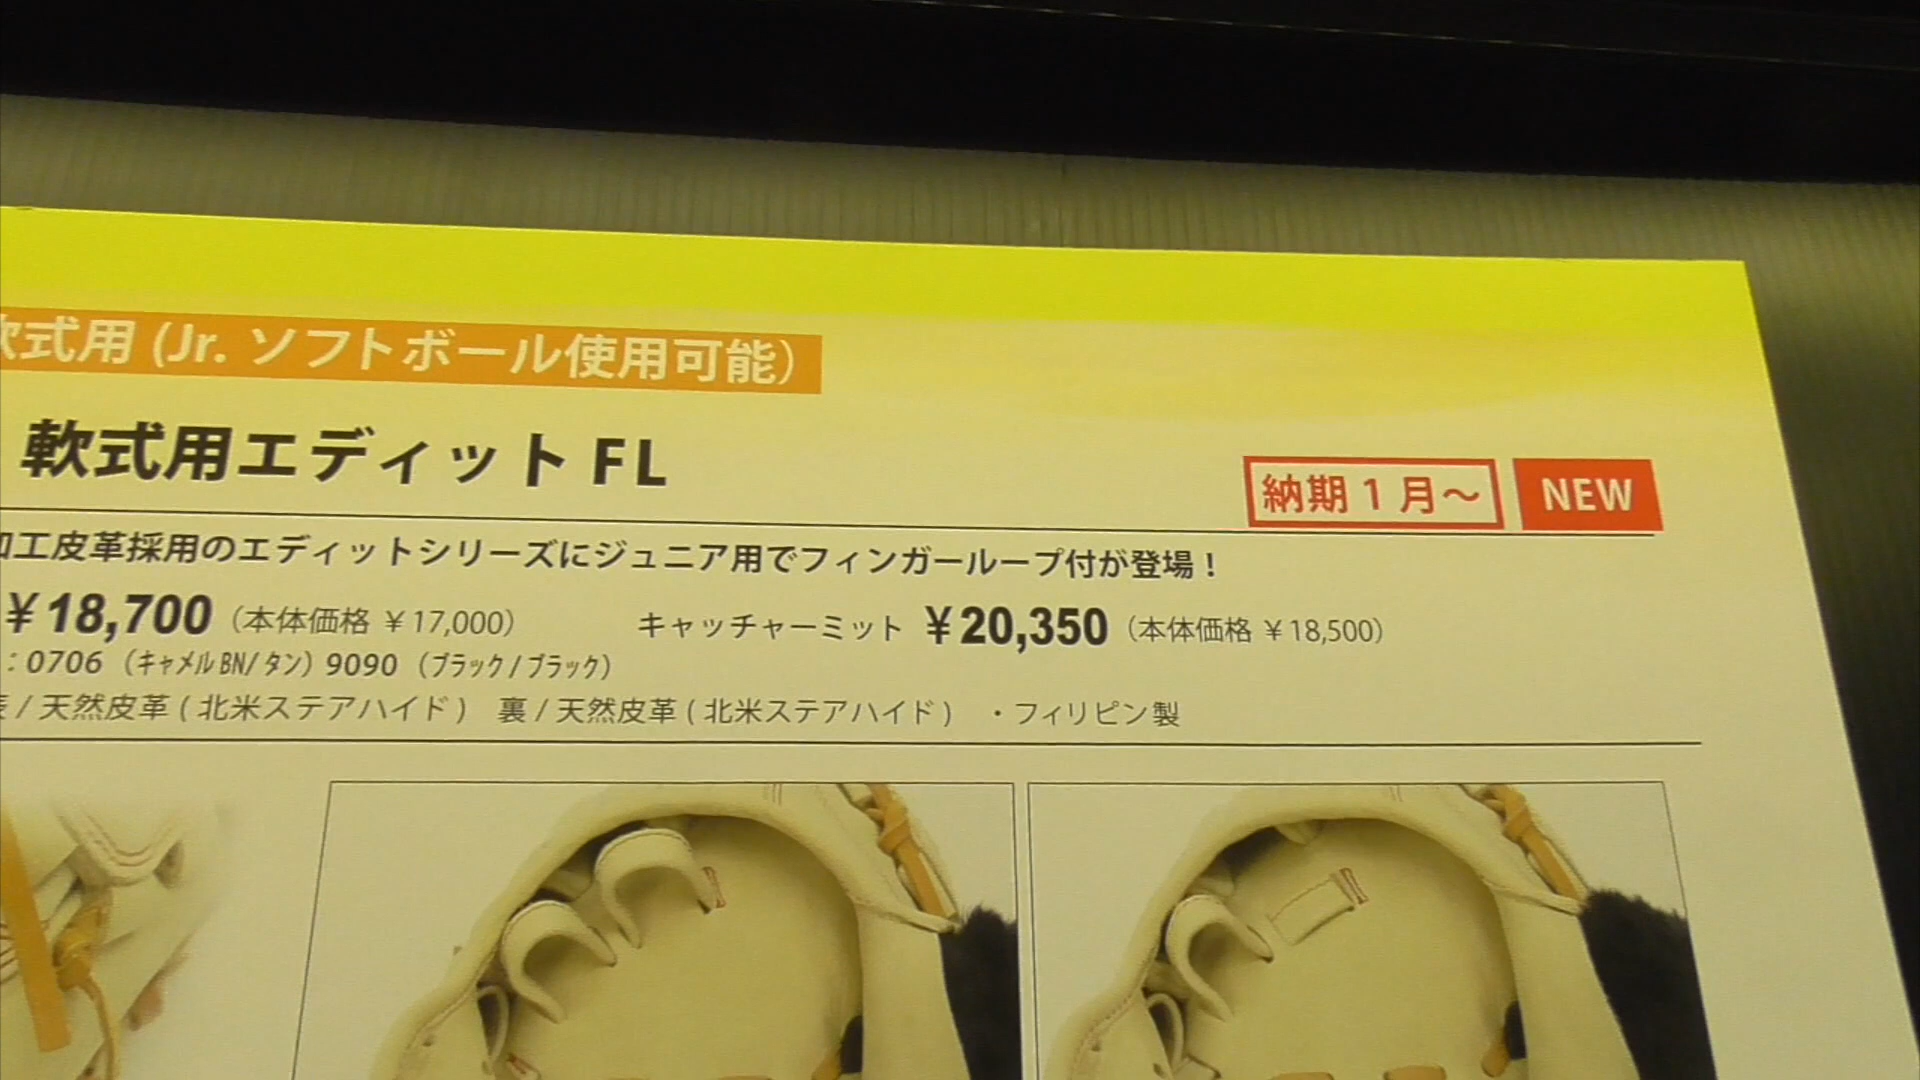 軟式用 (Jr. ソフトボール使用可能)
軟式用エディット FL
納期 1 月～ NEW
加工皮革採用のエディットシリーズにジュニア用でフィンガーループ付が登場！
¥18,700（本体価格 ¥17,000） キャッチャーミット ¥20,350（本体価格 ¥18,500）
: 0706（キャメルBN/タン）9090（ブラック/ブラック）
/ 天然皮革 ( 北米ステアハイド ) 裏 / 天然皮革 ( 北米ステアハイド ) ・フィリピン製